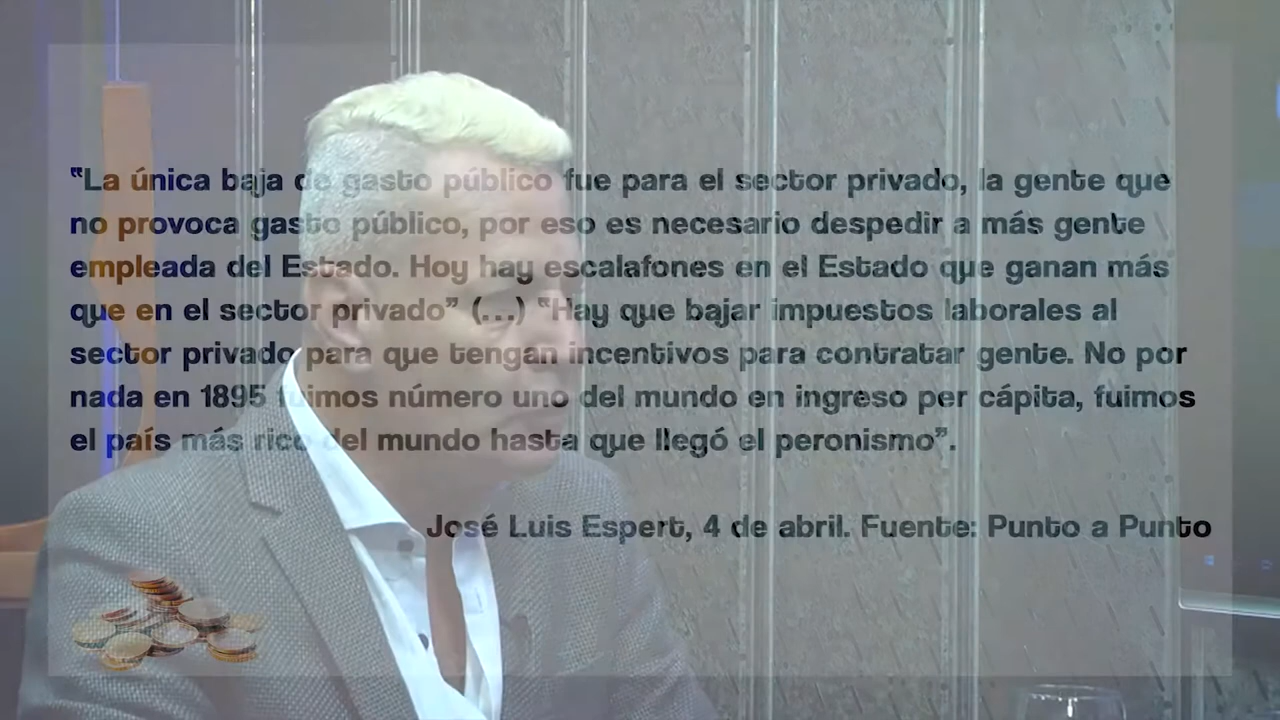 “La única baja de gasto público fue para el sector privado, la gente que
no provoca gasto público, por eso es necesario despedir a más gente
empleada del Estado. Hoy hay escalafones en el Estado que ganan más
que en el sector privado” (...) “Hay que bajar impuestos laborales al
sector privado para que tengan incentivos para contratar gente. No por
nada en 1895 fuimos número uno del mundo en ingreso per cápita, fuimos
el país más rico del mundo hasta que llegó el peronismo”.
José Luis Espert, 4 de abril. Fuente: Punto a Punto